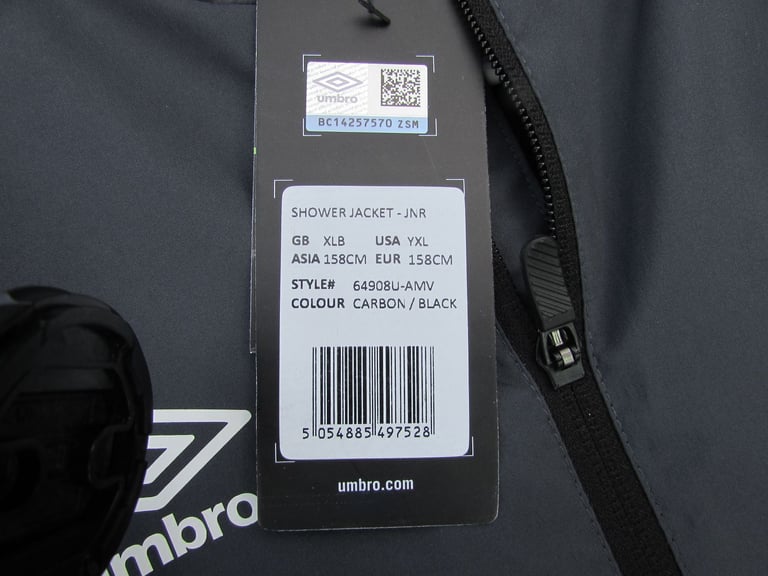 umbro
BC14257570 ZSM
SHOWER JACKET - JNR
GB XLB USA YXL
ASIA 158CM EUR 158CM
STYLE# 64908U-AMV
COLOUR CARBON / BLACK
5 054885 497528
umbro.com
umbro